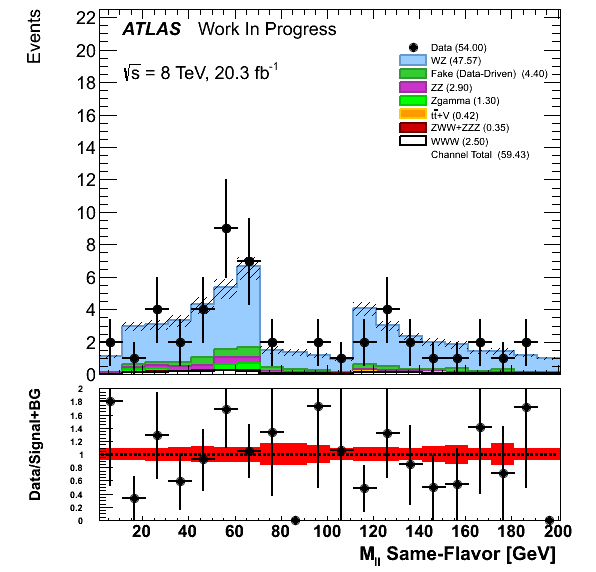 ATLAS Work In Progress
√s = 8 TeV, 20.3 fb⁻¹
Data (54.00)
WZ (47.57)
Fake (Data-Driven) (4.40)
ZZ (2.90)
Zgamma (1.30)
tt̄+V (0.42)
ZWW+ZZZ (0.35)
WWW (2.50)
Channel Total (59.43)
Events
22
20
18
16
14
12
10
8
6
4
2
0
Data/Signal+BG
2
1.8
1.6
1.4
1.2
1
0.8
0.6
0.4
0.2
0
20 40 60 80 100 120 140 160 180 200
M_ll Same-Flavor [GeV]